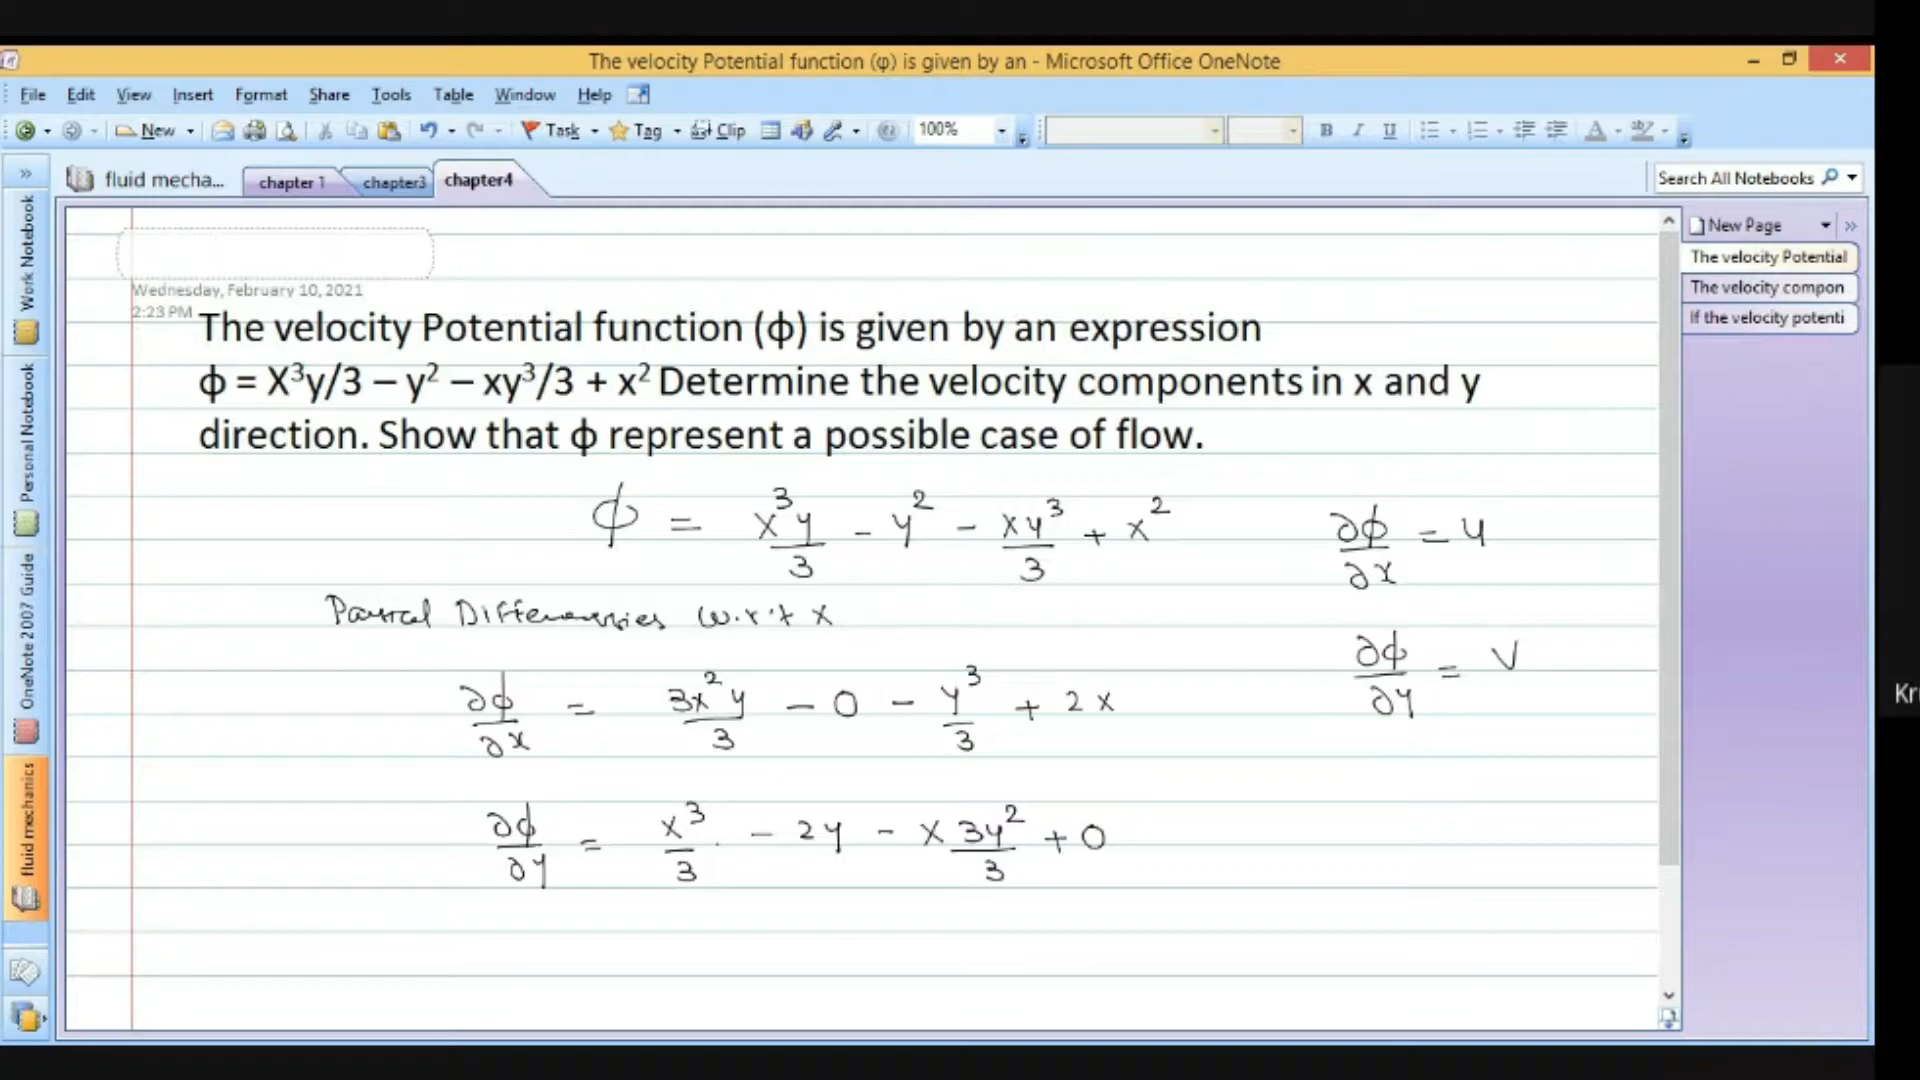 The velocity Potential function (φ) is given by an - Microsoft Office OneNote
File Edit View Insert Format Share Tools Table Window Help
New Task Tag Clip 100% B I U A
fluid mecha... chapter 1 chapter3 chapter4
Search All Notebooks
Work Notebook
Personal Notebook
OneNote 2007 Guide
fluid mechanics
New Page
The velocity Potential
The velocity compon
If the velocity potenti
Wednesday, February 10, 2021
2:23 PM
The velocity Potential function (ϕ) is given by an expression
ϕ = X³y/3 – y² – xy³/3 + x² Determine the velocity components in x and y
direction. Show that ϕ represent a possible case of flow.
ϕ = x³y/3 - y² - xy³/3 + x²
∂ϕ/∂x = u
Partial w.r.t x
∂ϕ/∂y = v
∂ϕ/∂x = 3x²y/3 - 0 - y³/3 + 2x
∂ϕ/∂y = x³/3 - 2y - x 3y²/3 + 0
Kr